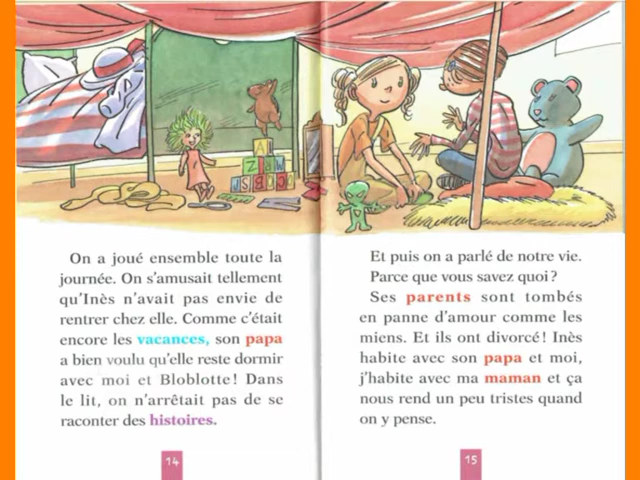 On a joué ensemble toute la
journée. On s'amusait tellement
qu'Inès n'avait pas envie de
rentrer chez elle. Comme c'était
encore les vacances, son papa
a bien voulu qu'elle reste dormir
avec moi et Bloblotte! Dans
le lit, on n'arrêtait pas de se
raconter des histoires.
14
Et puis on a parlé de notre vie.
Parce que vous savez quoi?
Ses parents sont tombés
en panne d'amour comme les
miens. Et ils ont divorcé! Inès
habite avec son papa et moi,
j'habite avec ma maman et ça
nous rend un peu tristes quand
on y pense.
15